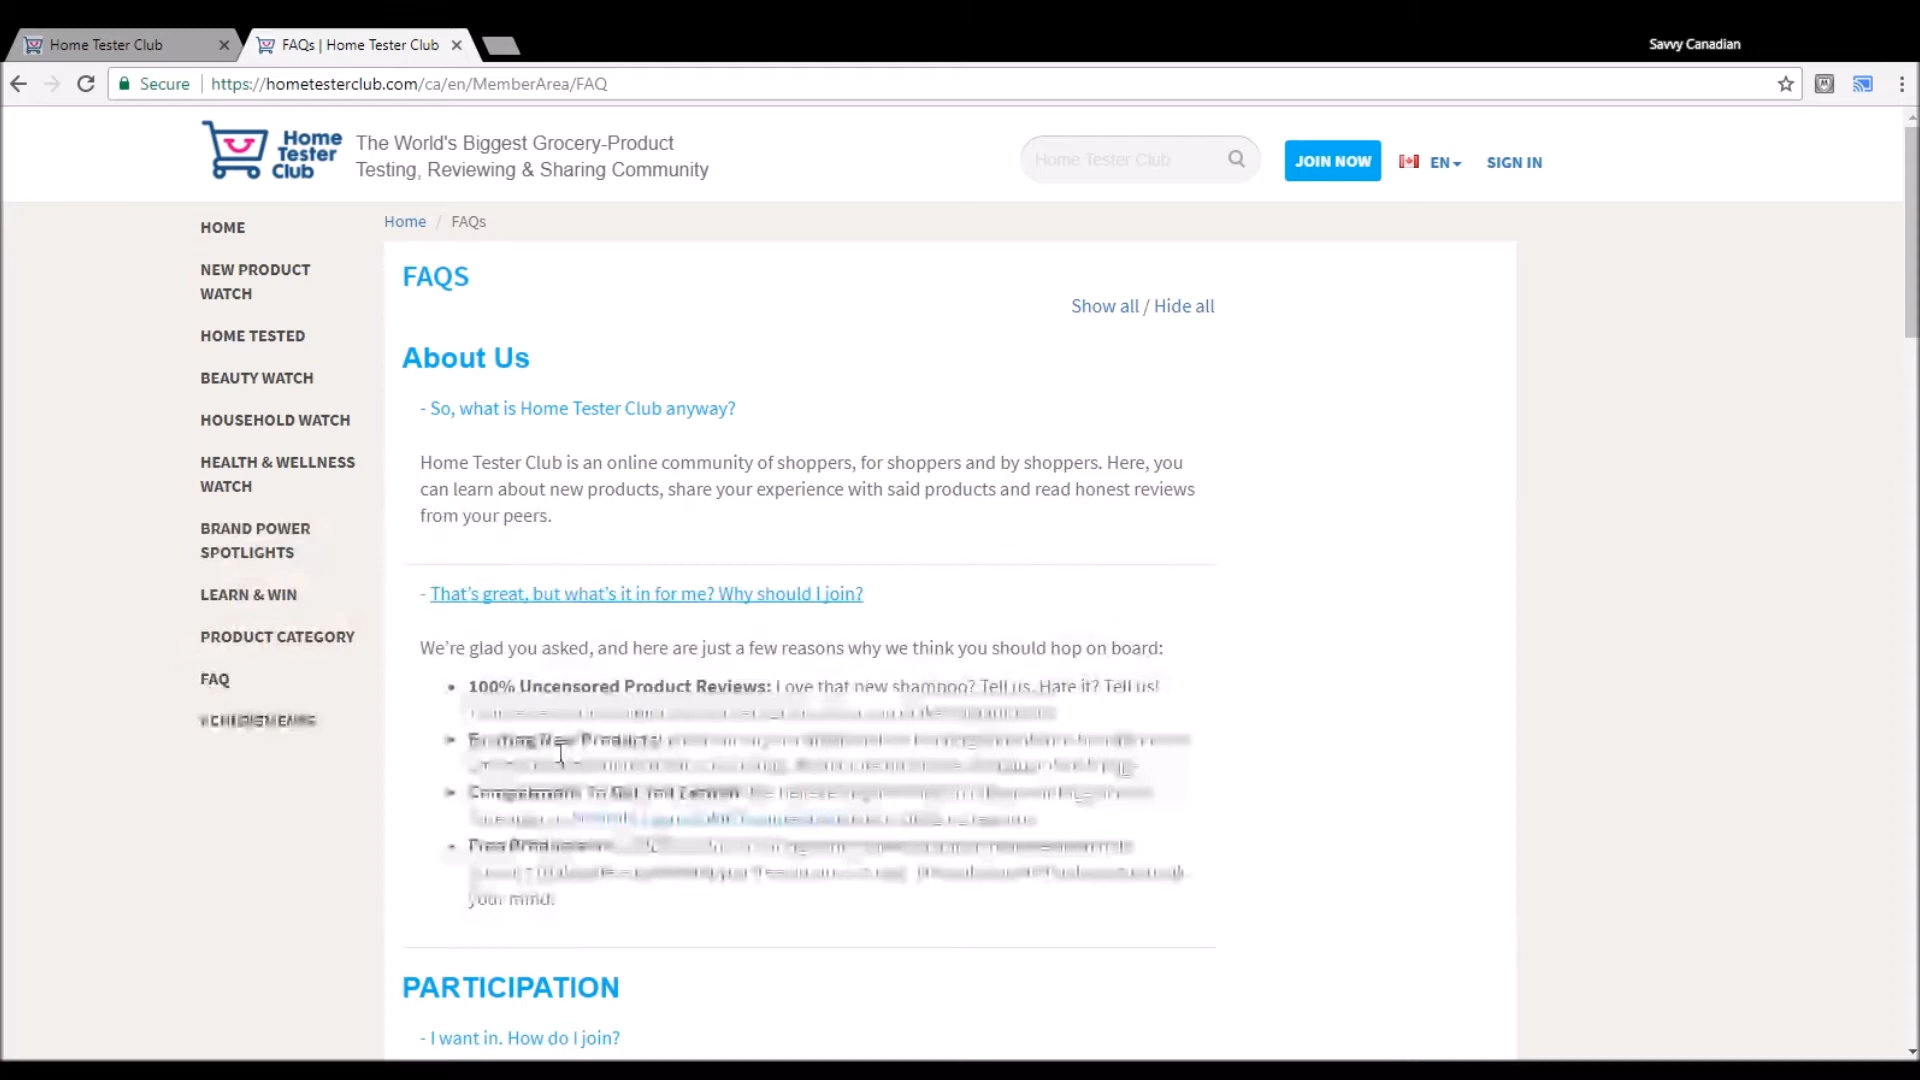 Home Tester Club
FAQs | Home Tester Club
Savvy Canadian
Secure
https://hometesterclub.com/ca/en/MemberArea/FAQ
Home
Tester
Club
The World's Biggest Grocery-Product
Testing, Reviewing & Sharing Community
Home Tester Club
JOIN NOW
EN
SIGN IN
HOME
NEW PRODUCT
WATCH
HOME TESTED
BEAUTY WATCH
HOUSEHOLD WATCH
HEALTH & WELLNESS
WATCH
BRAND POWER
SPOTLIGHTS
LEARN & WIN
PRODUCT CATEGORY
FAQ
Home / FAQs
FAQS
Show all / Hide all
About Us
- So, what is Home Tester Club anyway?
Home Tester Club is an online community of shoppers, for shoppers and by shoppers. Here, you
can learn about new products, share your experience with said products and read honest reviews
from your peers.
- That's great, but what's it in for me? Why should I join?
We're glad you asked, and here are just a few reasons why we think you should hop on board:
• 100% Uncensored Product Reviews: Love that new shampoo? Tell us. Hate it? Tell us!
your mind.
PARTICIPATION
- I want in. How do I join?